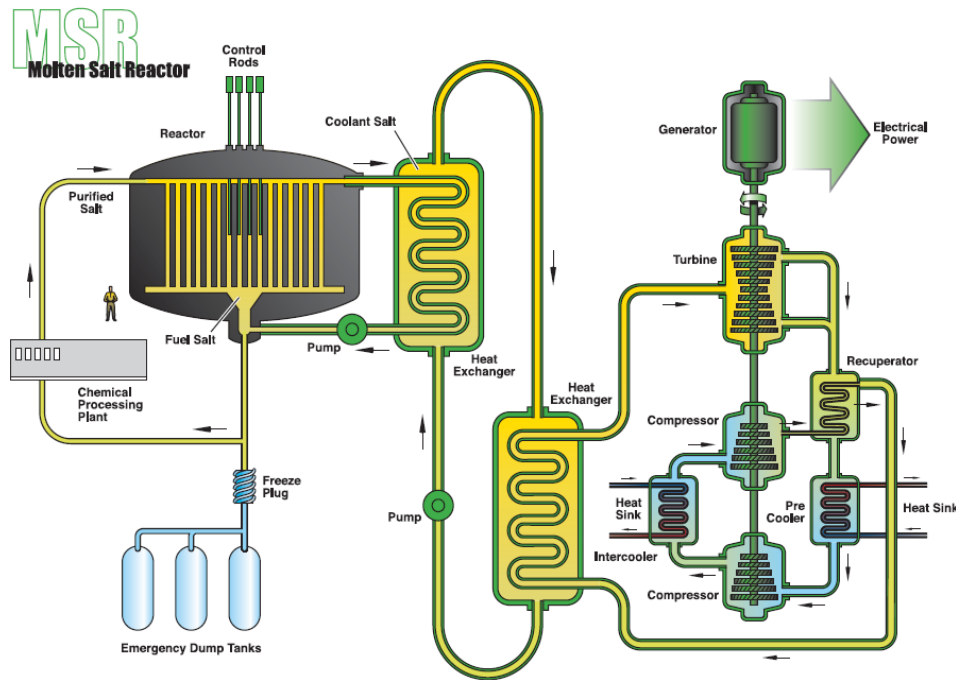 MSR
Molten Salt Reactor
Control
Rods
Reactor
Coolant Salt
Generator
Electrical
Power
Purified
Salt
Turbine
Fuel Salt
Pump
Heat
Exchanger
Recuperator
Chemical
Processing
Plant
Heat
Exchanger
Compressor
Freeze
Plug
Pump
Heat
Sink
Pre
Cooler
Heat Sink
Intercooler
Compressor
Emergency Dump Tanks